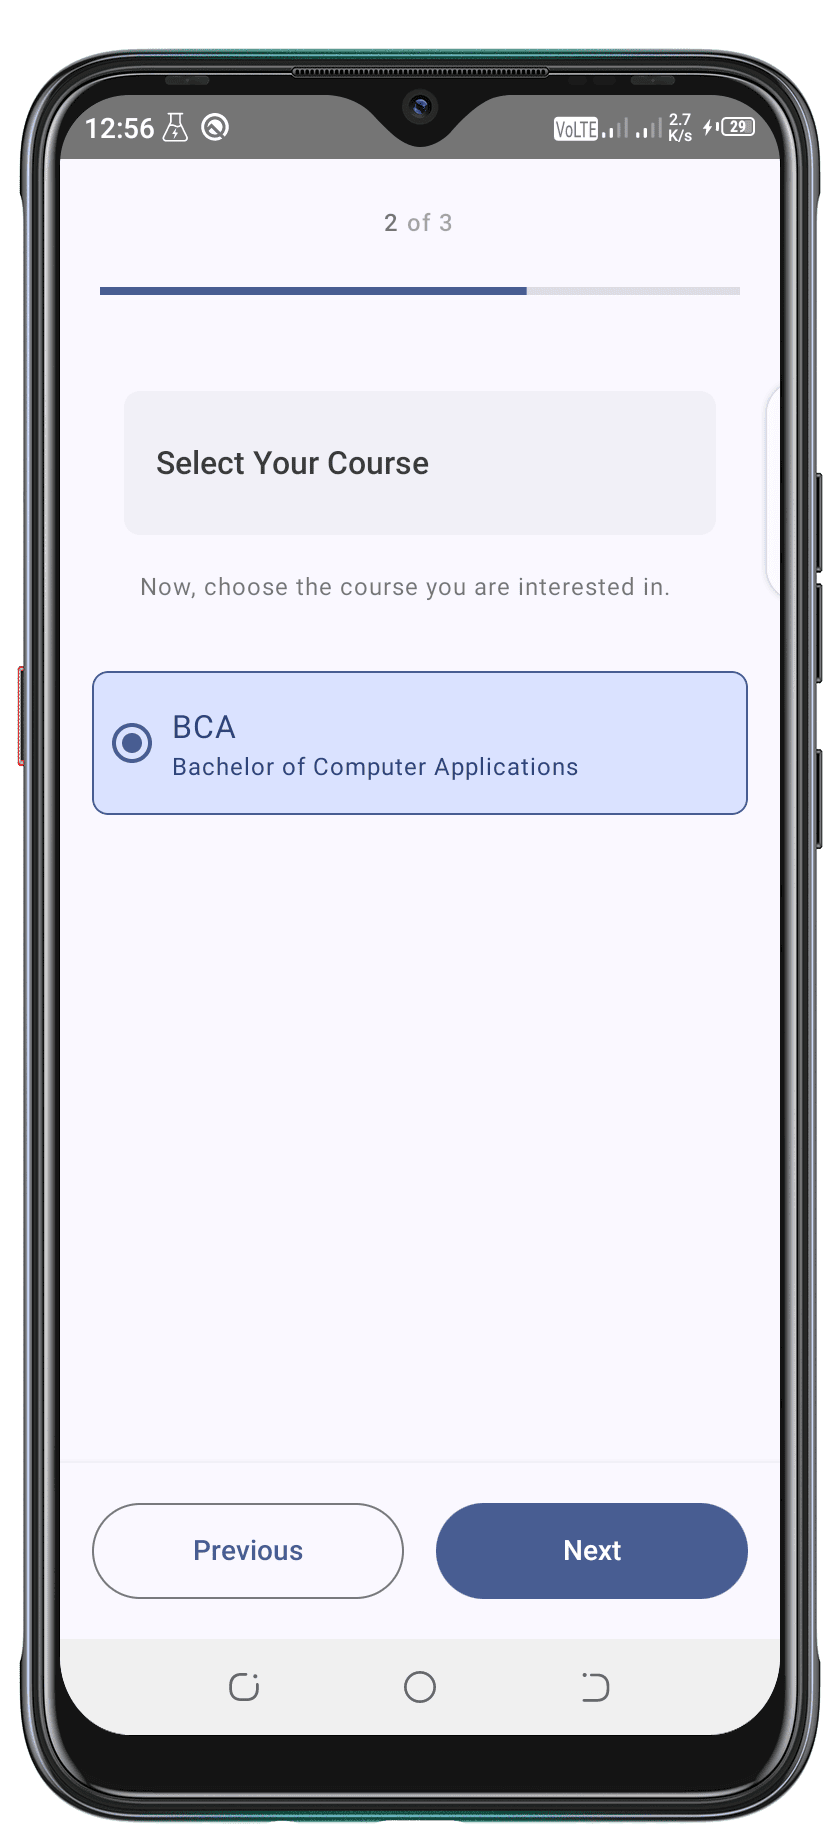 12:56 VoLTE 2.7 K/s 29
2 of 3
Select Your Course
Now, choose the course you are interested in.
BCA
Bachelor of Computer Applications
Previous Next